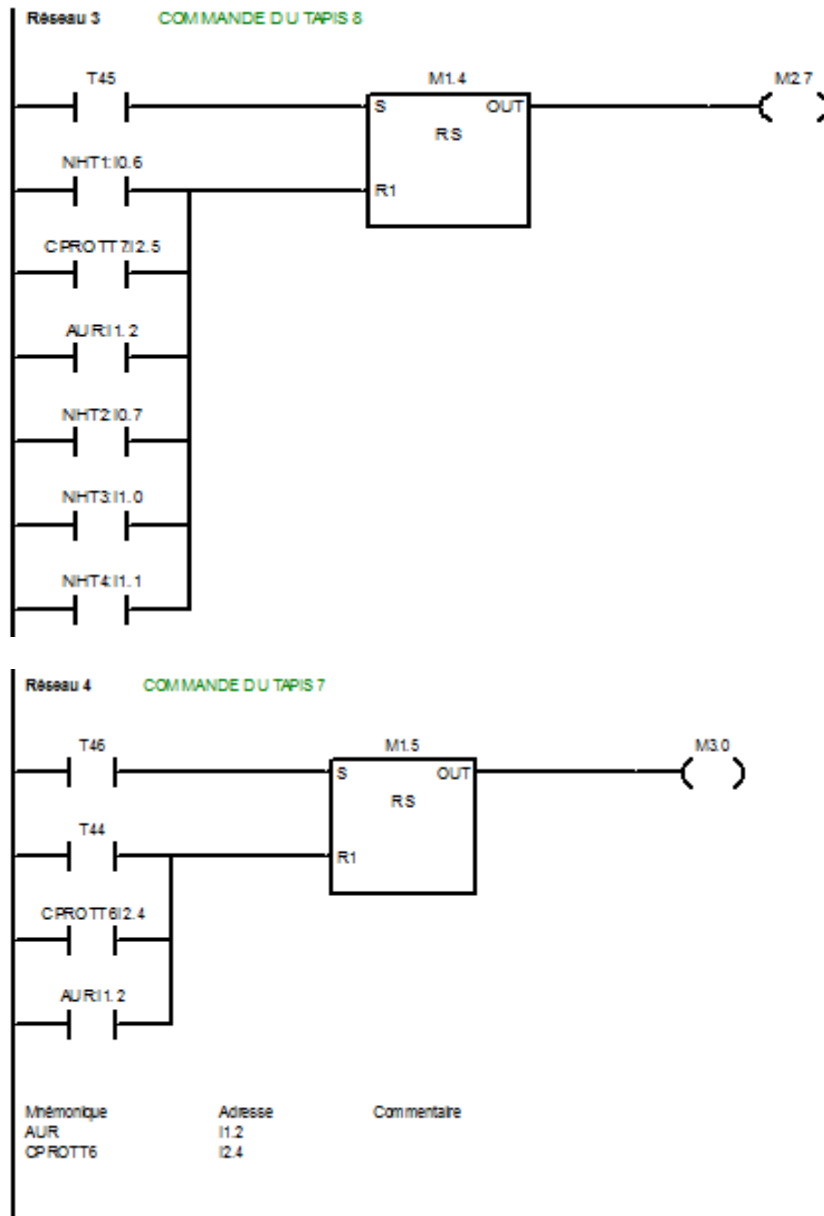 Réseau 3 COMMANDE DU TAPIS 8
T45 M1.4 M2.7
S OUT
RS
NHT1:I0.6
R1
CPROTT7:I2.5
AUR:I1.2
NHT2:I0.7
NHT3:I1.0
NHT4:I1.1
Réseau 4 COMMANDE DU TAPIS 7
T46 M1.5 M3.0
S OUT
RS
T44
R1
CPROTT6:I2.4
AUR:I1.2
Mnémonique Adresse Commentaire
AUR I1.2
CPROTT6 I2.4